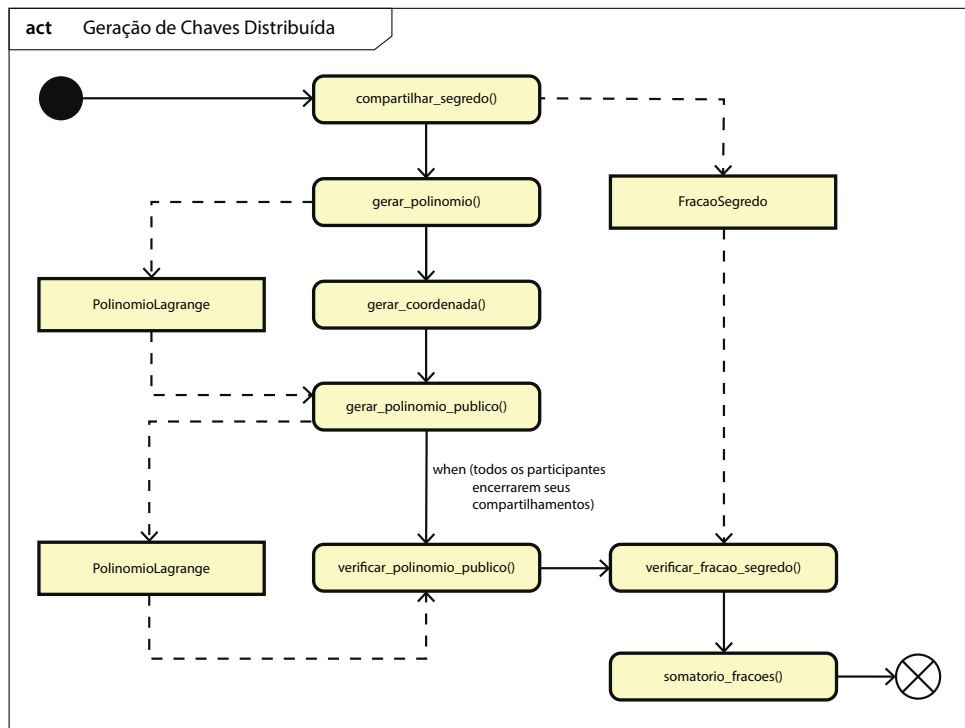 act Geração de Chaves Distribuída
compartilhar_segredo()
gerar_polinomio()
FracaoSegredo
PolinomioLagrange
gerar_coordenada()
gerar_polinomio_publico()
when (todos os participantes
encerrarem seus
compartilhamentos)
PolinomioLagrange
verificar_polinomio_publico()
verificar_fracao_segredo()
somatorio_fracoes()